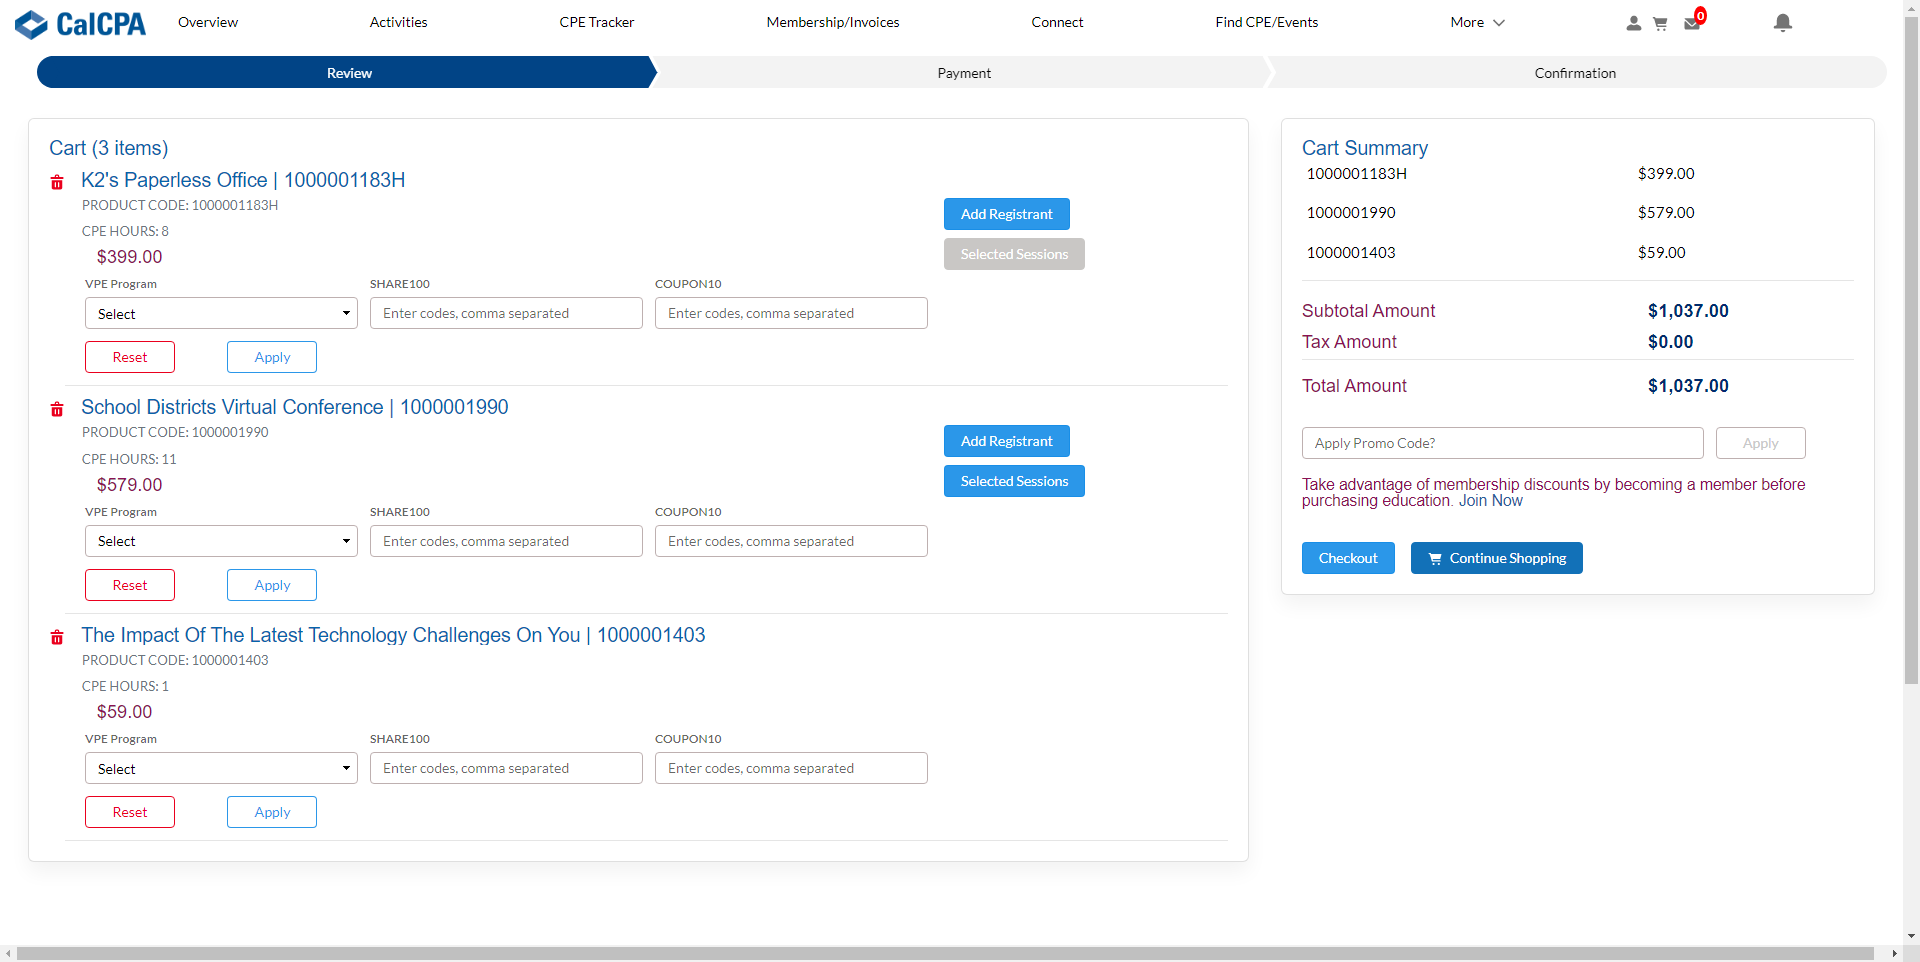 CalCPA
Overview
Activities
CPE Tracker
Membership/Invoices
Connect
Find CPE/Events
More
0
Review
Payment
Confirmation
Cart (3 items)
K2's Paperless Office | 1000001183H
PRODUCT CODE: 1000001183H
CPE HOURS: 8
$399.00
Add Registrant
Selected Sessions
VPE Program
SHARE100
COUPON10
Select
Enter codes, comma separated
Enter codes, comma separated
Reset
Apply
School Districts Virtual Conference | 1000001990
PRODUCT CODE: 1000001990
CPE HOURS: 11
$579.00
Add Registrant
Selected Sessions
VPE Program
SHARE100
COUPON10
Select
Enter codes, comma separated
Enter codes, comma separated
Reset
Apply
The Impact Of The Latest Technology Challenges On You | 1000001403
PRODUCT CODE: 1000001403
CPE HOURS: 1
$59.00
VPE Program
SHARE100
COUPON10
Select
Enter codes, comma separated
Enter codes, comma separated
Reset
Apply
Cart Summary
1000001183H $399.00
1000001990 $579.00
1000001403 $59.00
Subtotal Amount $1,037.00
Tax Amount $0.00
Total Amount $1,037.00
Apply Promo Code?
Apply
Take advantage of membership discounts by becoming a member before
purchasing education. Join Now
Checkout
Continue Shopping